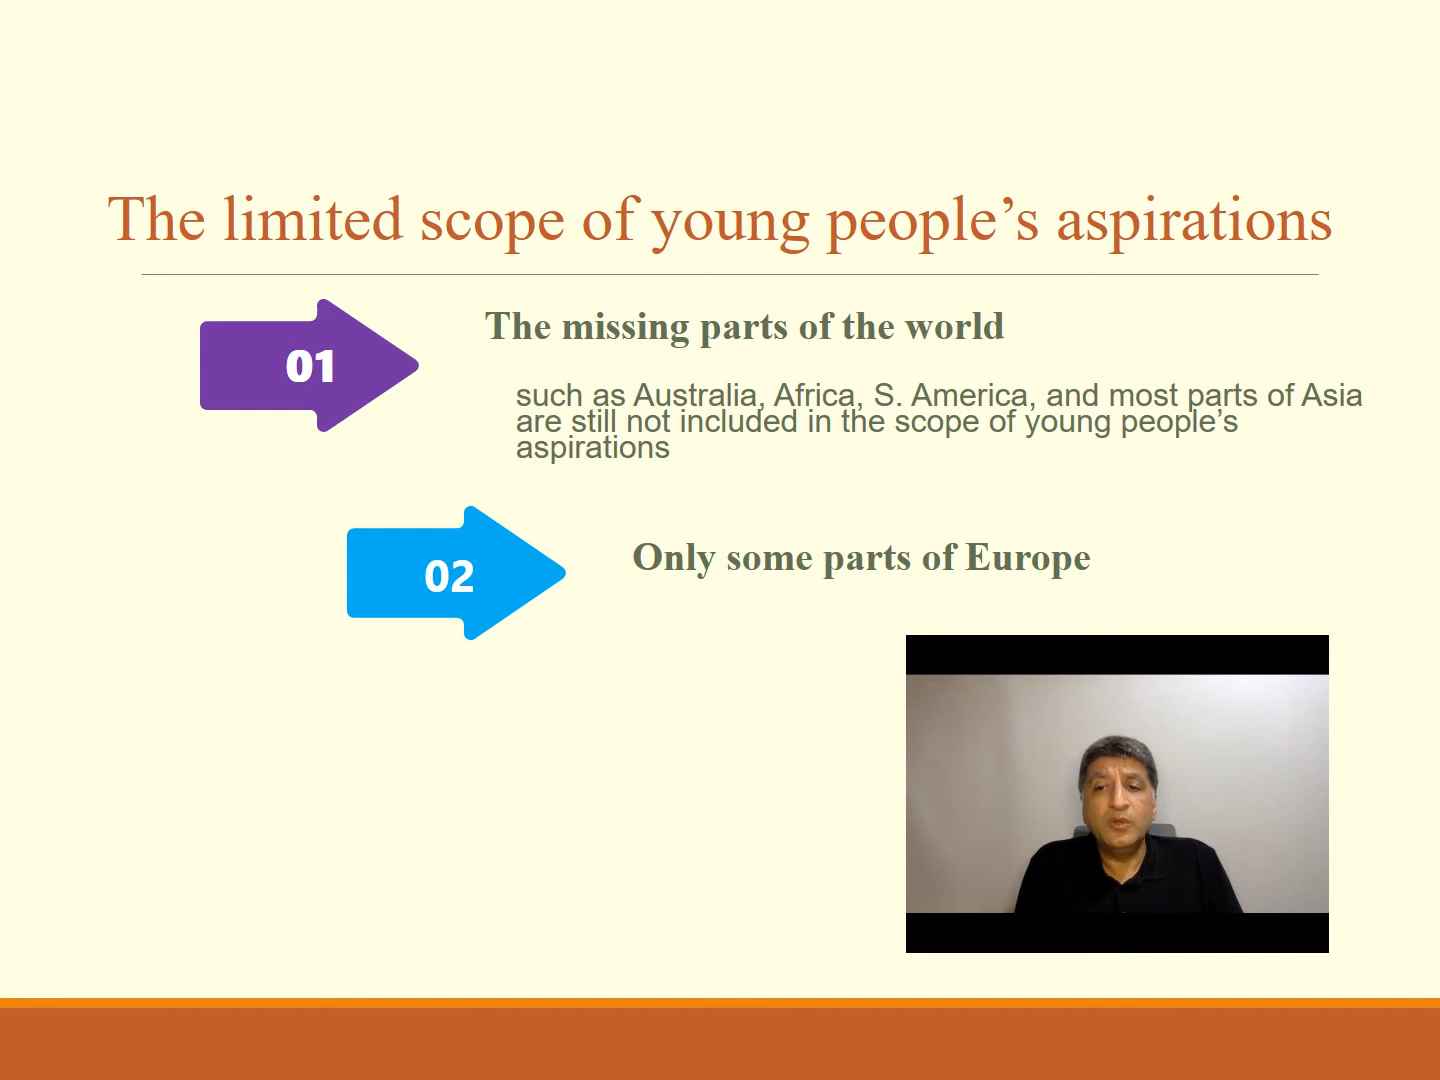 The limited scope of young people’s aspirations
01
The missing parts of the world
such as Australia, Africa, S. America, and most parts of Asia
are still not included in the scope of young people’s
aspirations
02
Only some parts of Europe